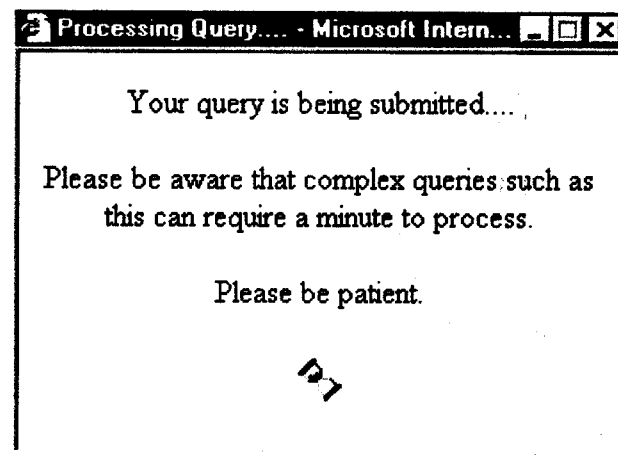 Processing Query.... - Microsoft Intern...
Your query is being submitted....
Please be aware that complex queries such as
this can require a minute to process.
Please be patient.